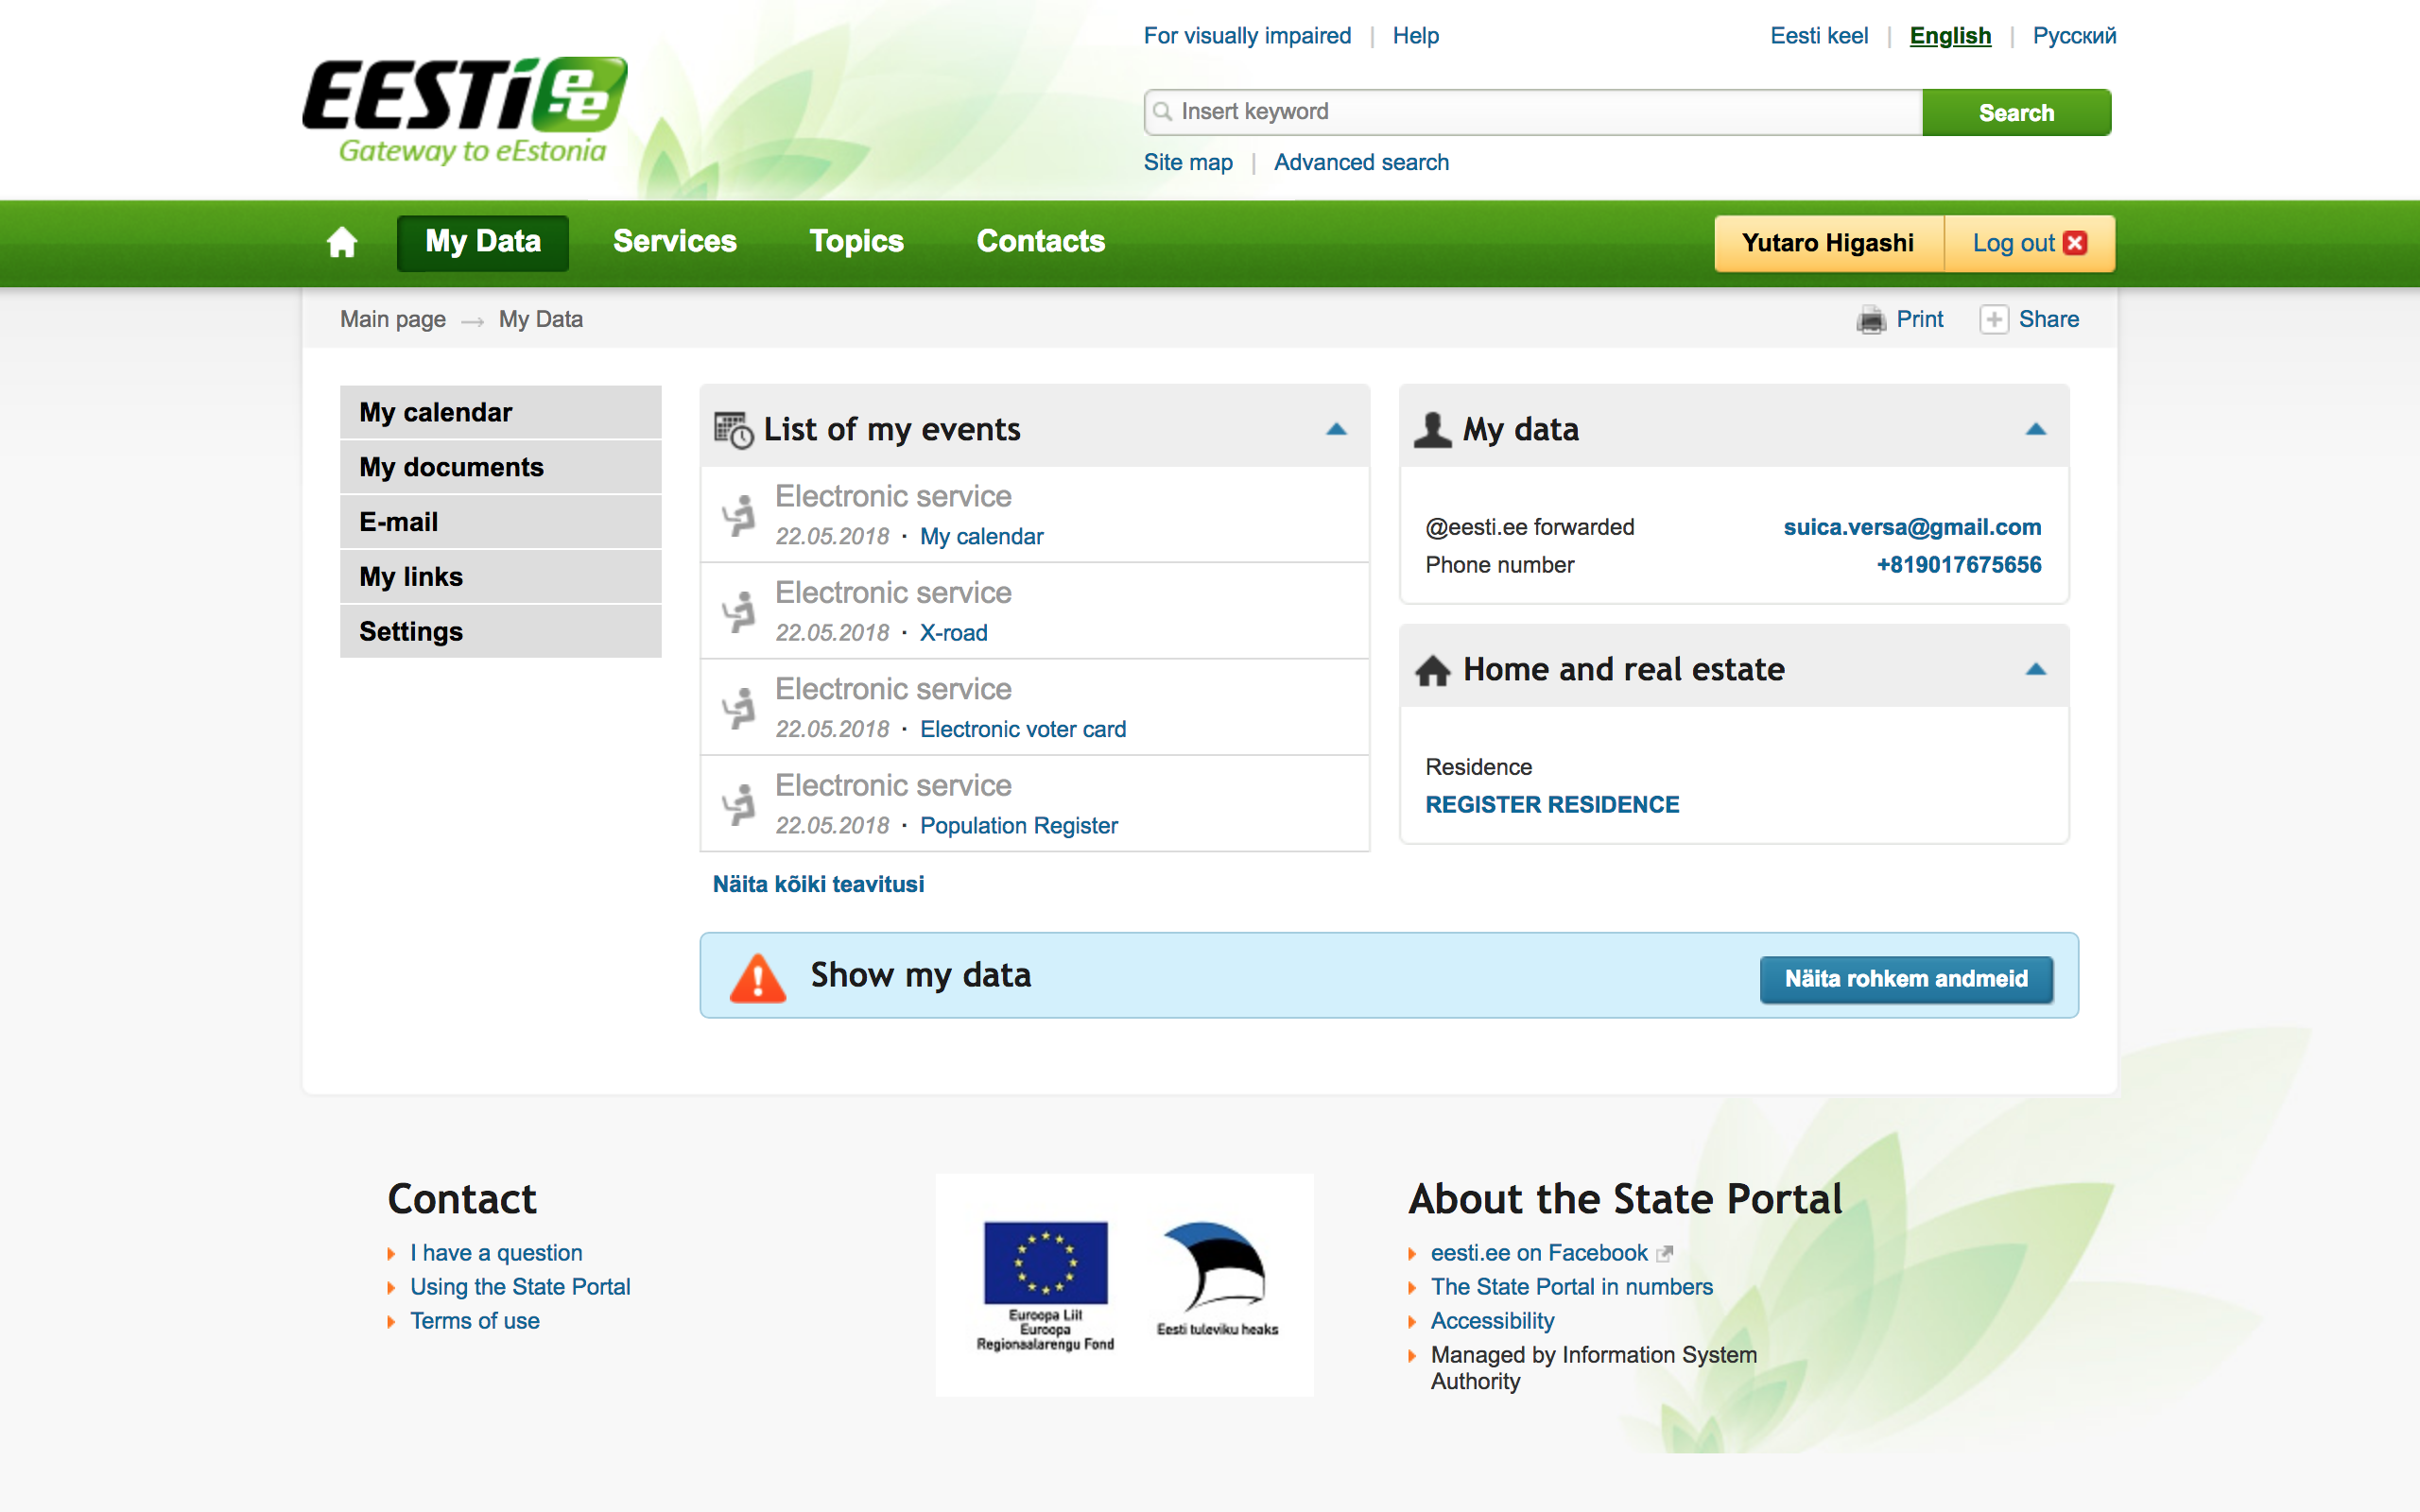 For visually impaired | Help
Eesti keel | English | Русский
EESTi ee
Gateway to eEstonia
Insert keyword
Search
Site map | Advanced search
My Data
Services
Topics
Contacts
Yutaro Higashi
Log out
Main page → My Data
Print
Share
My calendar
My documents
E-mail
My links
Settings
List of my events
Electronic service
22.05.2018 · My calendar
Electronic service
22.05.2018 · X-road
Electronic service
22.05.2018 · Electronic voter card
Electronic service
22.05.2018 · Population Register
Näita kõiki teavitusi
My data
@eesti.ee forwarded suica.versa@gmail.com
Phone number +819017675656
Home and real estate
Residence
REGISTER RESIDENCE
Show my data
Näita rohkem andmeid
Contact
I have a question
Using the State Portal
Terms of use
Euroopa Liit
Euroopa
Regionaalarengu Fond
Eesti tuleviku heaks
About the State Portal
eesti.ee on Facebook
The State Portal in numbers
Accessibility
Managed by Information System
Authority